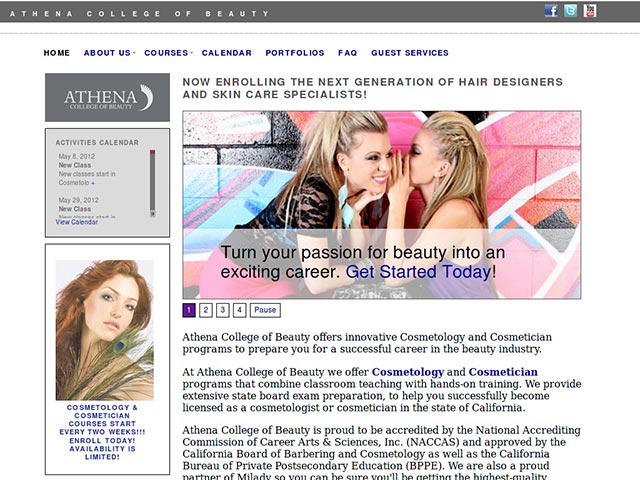 ATHENA COLLEGE OF BEAUTY
HOME ABOUT US COURSES CALENDAR PORTFOLIOS FAQ GUEST SERVICES
ATHENA
COLLEGE OF BEAUTY
ACTIVITIES CALENDAR
May 8, 2012
New Class
New classes start in
Cosmetolo +
May 29, 2012
New Class
New classes start in
View Calendar
COSMETOLOGY &
COSMETICIAN
COURSES START
EVERY TWO WEEKS!!!
ENROLL TODAY!
AVAILABILITY IS
LIMITED!
NOW ENROLLING THE NEXT GENERATION OF HAIR DESIGNERS
AND SKIN CARE SPECIALISTS!
Turn your passion for beauty into an
exciting career. Get Started Today!
1 2 3 4 Pause
Athena College of Beauty offers innovative Cosmetology and Cosmetician
programs to prepare you for a successful career in the beauty industry.
At Athena College of Beauty we offer Cosmetology and Cosmetician
programs that combine classroom teaching with hands-on training. We provide
extensive state board exam preparation, to help you successfully become
licensed as a cosmetologist or cosmetician in the state of California.
Athena College of Beauty is proud to be accredited by the National Accrediting
Commission of Career Arts & Sciences, Inc. (NACCAS) and approved by the
California Board of Barbering and Cosmetology as well as the California
Bureau of Private Postsecondary Education (BPPE). We are also a proud
partner of Milady so you can be sure you'll be getting the highest-quality